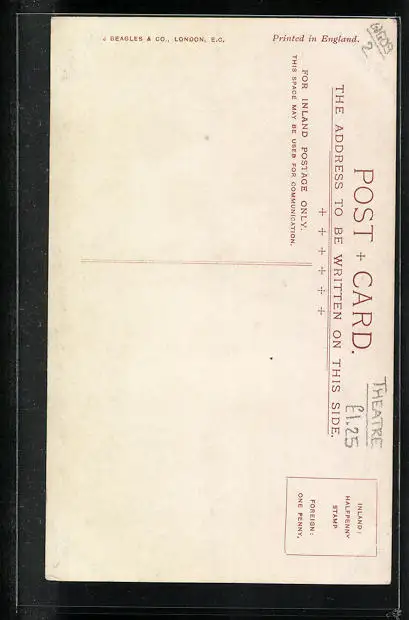 POST + CARD.
THE ADDRESS TO BE WRITTEN ON THIS SIDE.
+ + + + + +
FOR INLAND POSTAGE ONLY.
THIS SPACE MAY BE USED FOR COMMUNICATION.
INLAND:
HALFPENNY
STAMP
FOREIGN:
ONE PENNY.
THEATRE
£1.25
J BEAGLES & CO., LONDON, E.C.
Printed in England.
2